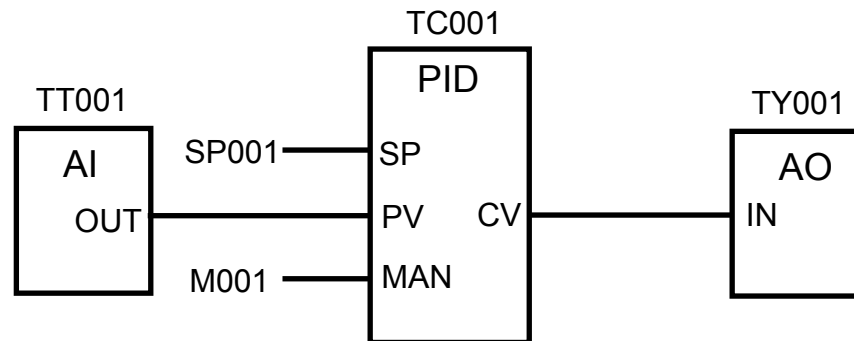 TC001
PID
TT001
TY001
AI
AO
SP001
SP
OUT
PV
CV
IN
M001
MAN